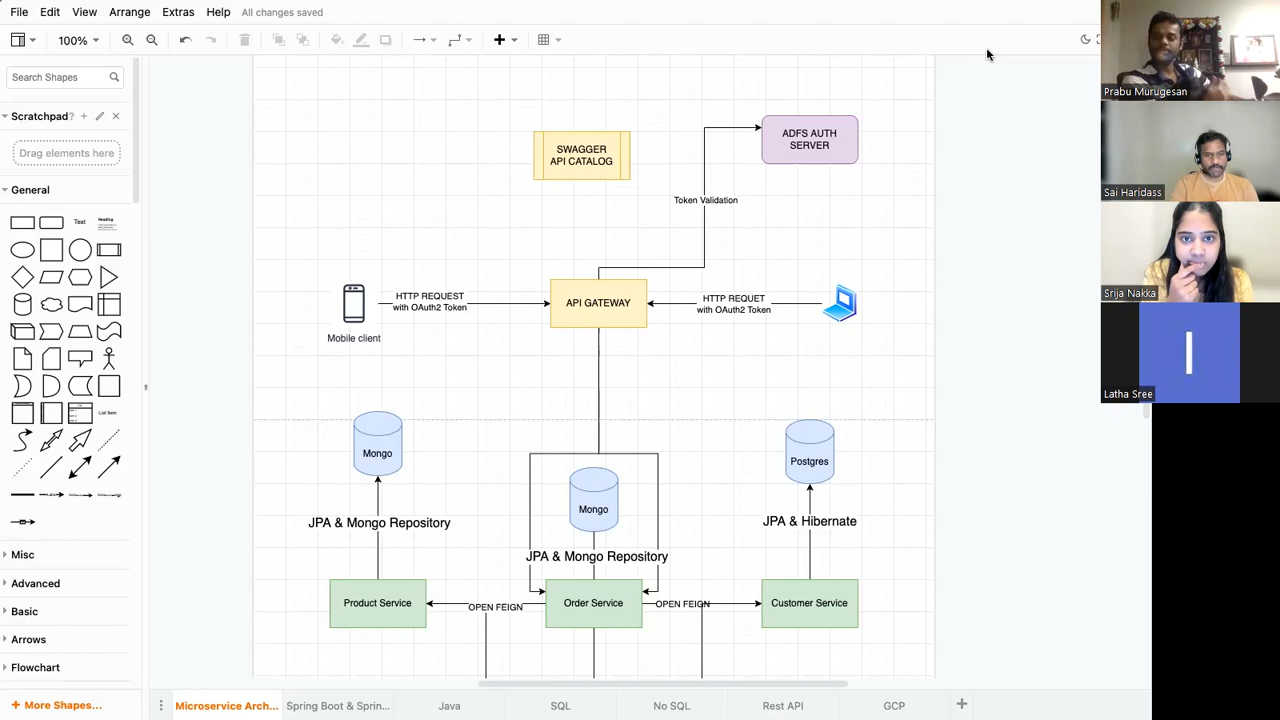 File Edit View Arrange Extras Help All changes saved
100%
Search Shapes
Scratchpad
Drag elements here
General
Text
Heading
List Item
Misc
Advanced
Basic
Arrows
Flowchart
+ More Shapes...
SWAGGER
API CATALOG
ADFS AUTH
SERVER
Token Validation
HTTP REQUEST
with OAuth2 Token
API GATEWAY
HTTP REQUET
with OAuth2 Token
Mobile client
Mongo
Mongo
Postgres
JPA & Mongo Repository
JPA & Mongo Repository
JPA & Hibernate
Product Service
OPEN FEIGN
Order Service
OPEN FEIGN
Customer Service
Microservice Arch...
Spring Boot & Sprin...
Java
SQL
No SQL
Rest API
GCP
Prabu Murugesan
Sai Haridass
Srija Nakka
l
Latha Sree